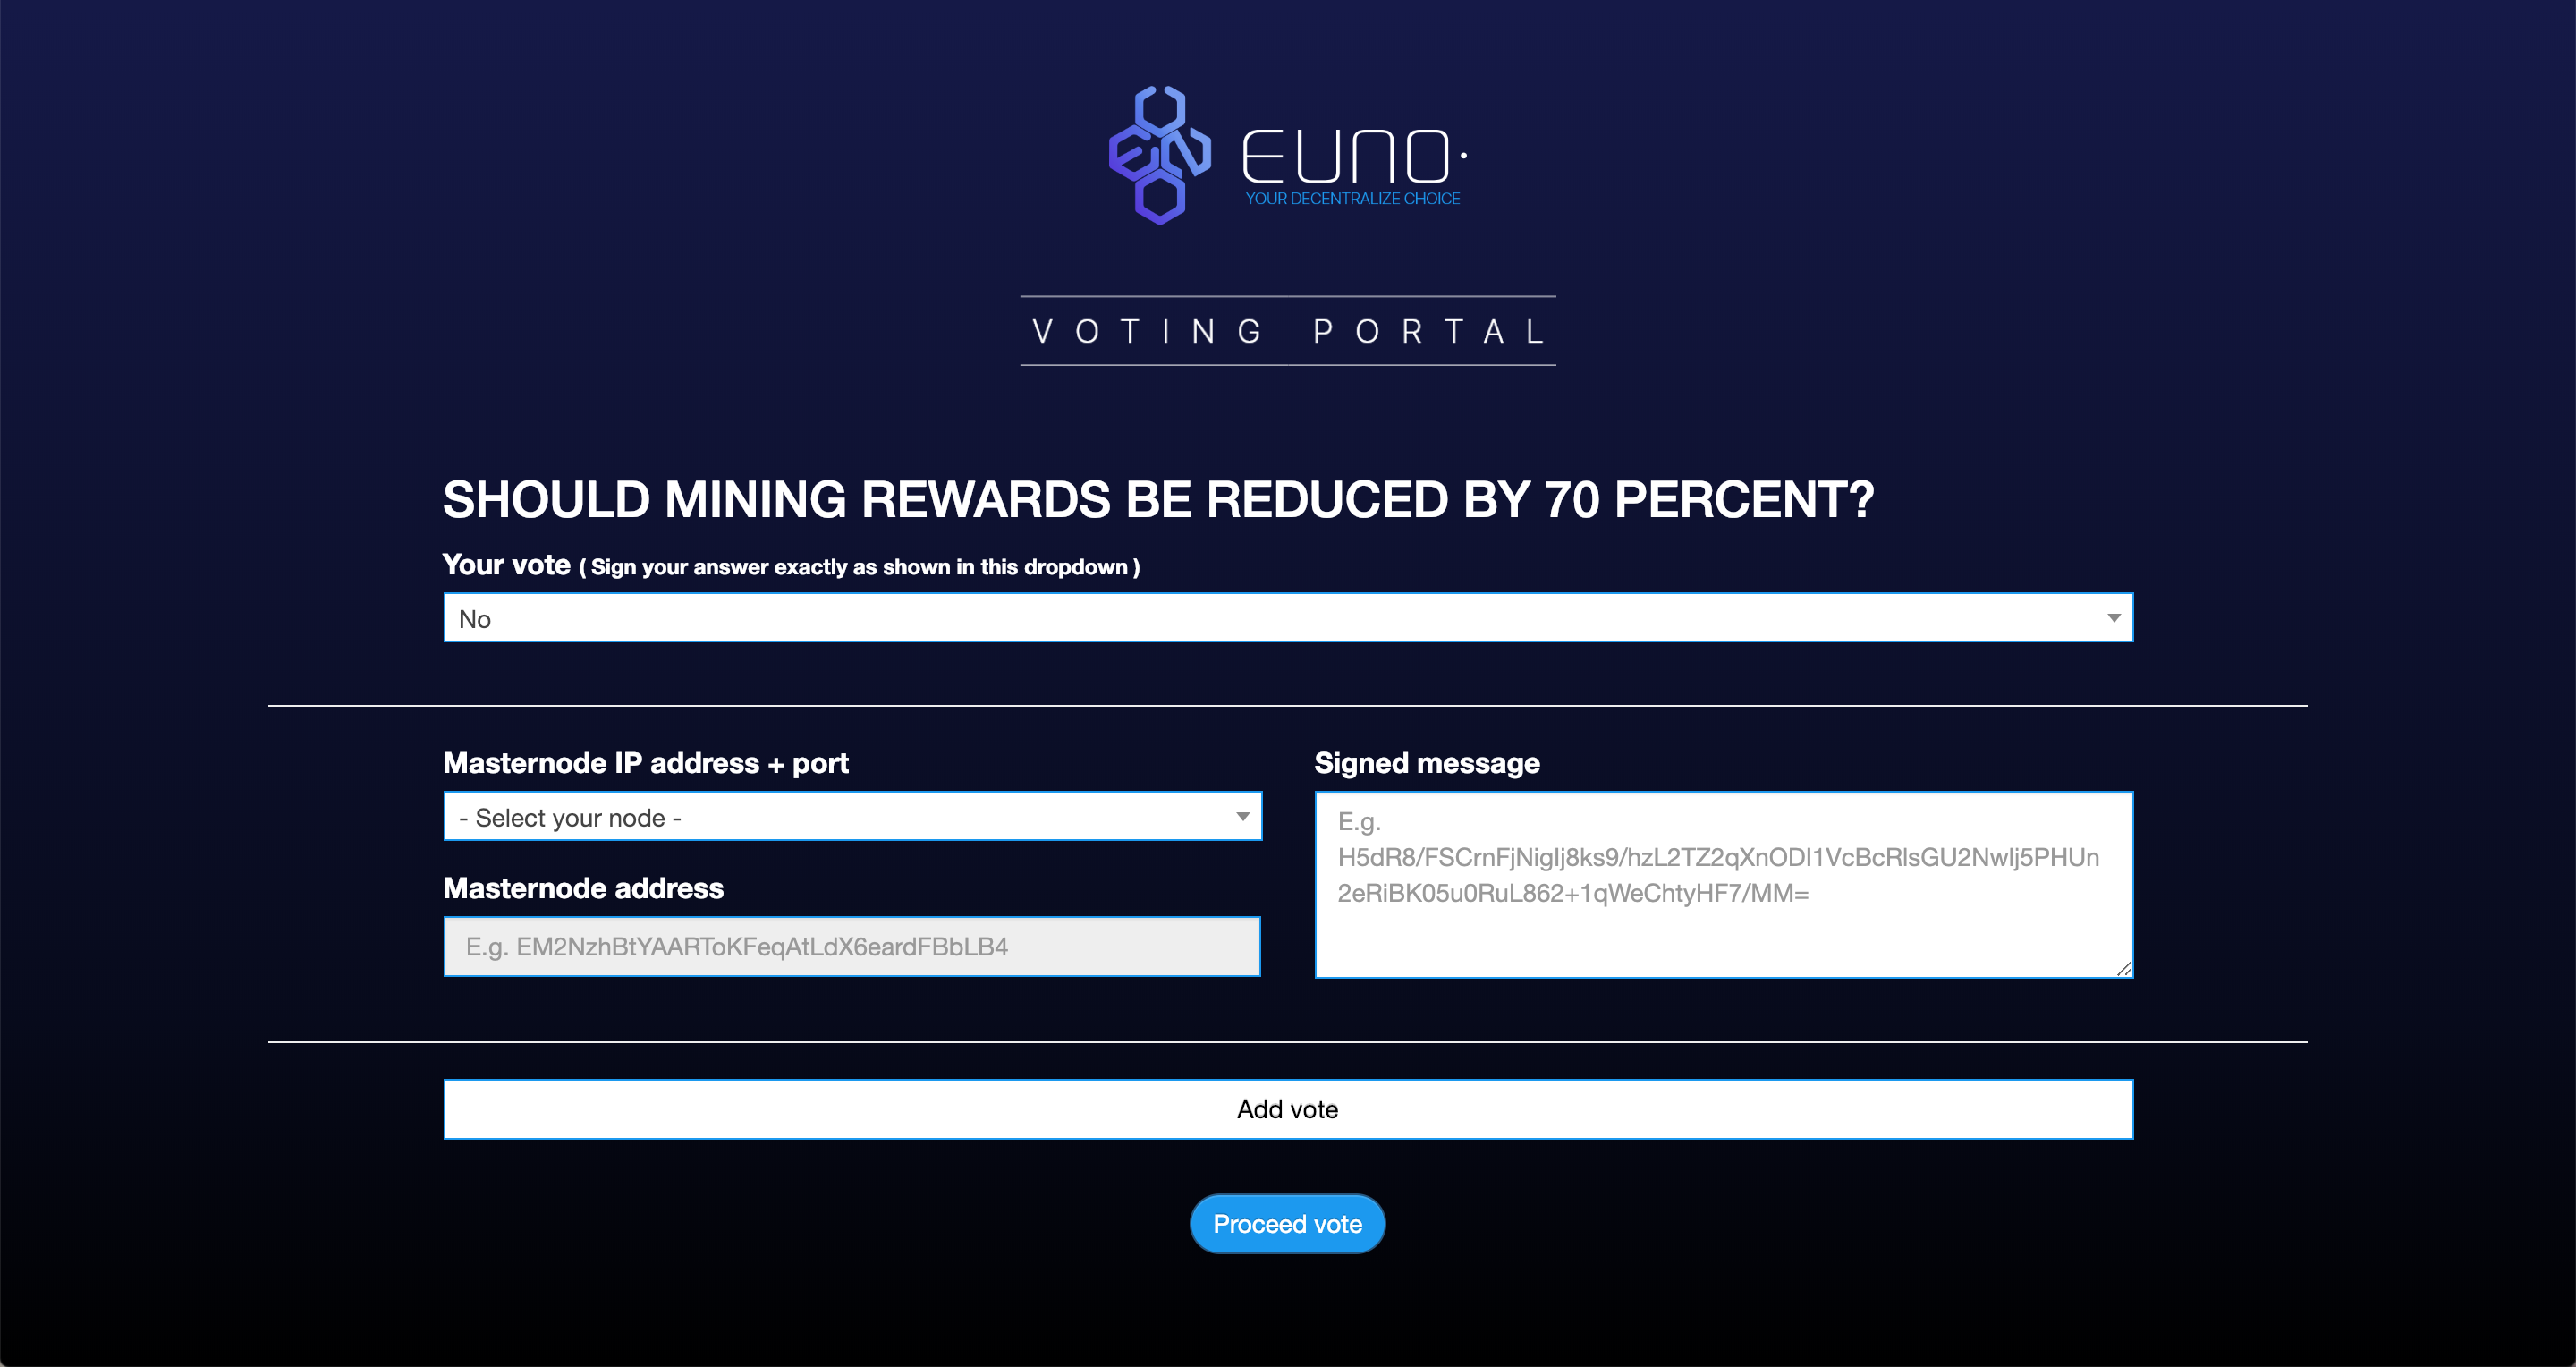 EUNO
YOUR DECENTRALIZE CHOICE
VOTING PORTAL
SHOULD MINING REWARDS BE REDUCED BY 70 PERCENT?
Your vote ( Sign your answer exactly as shown in this dropdown )
No
Masternode IP address + port
- Select your node -
Masternode address
E.g. EM2NzhBtYAARToKFeqAtLdX6eardFBbLB4
Signed message
E.g.
H5dR8/FSCrnFjNigIj8ks9/hzL2TZ2qXnODI1VcBcRlsGU2Nwlj5PHUn
2eRiBK05u0RuL862+1qWeChtyHF7/MM=
Add vote
Proceed vote